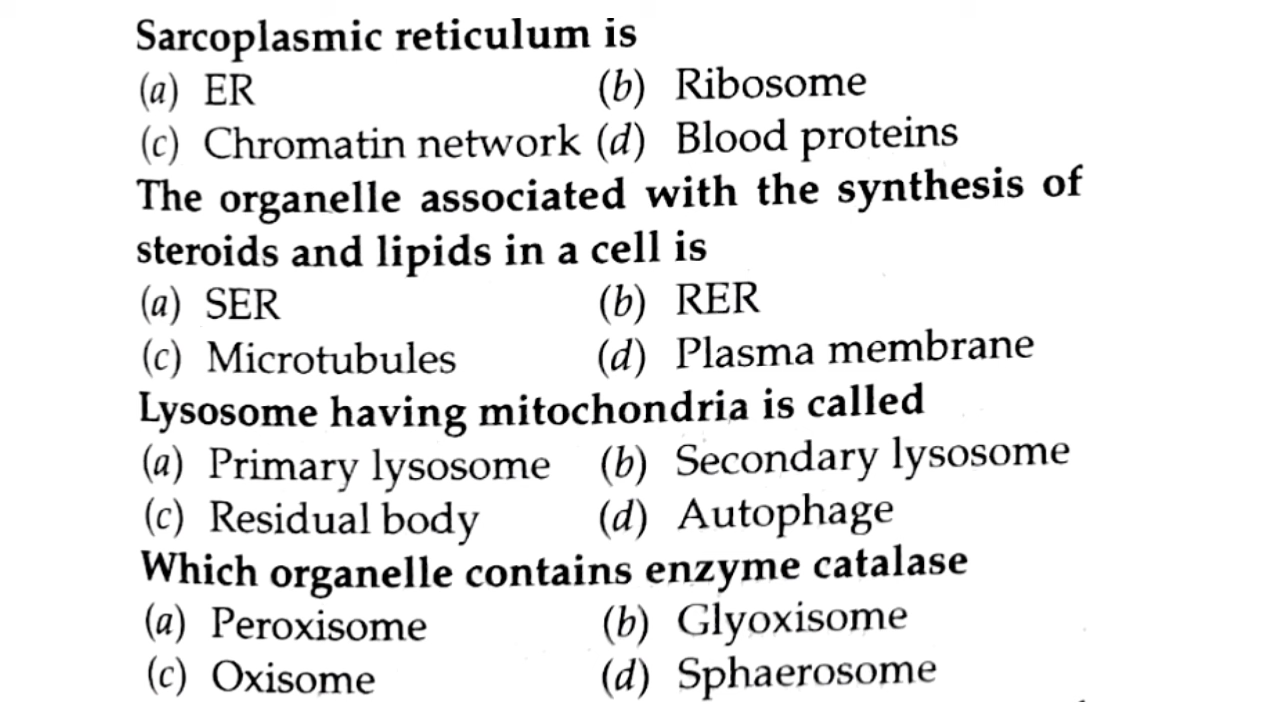 Sarcoplasmic reticulum is
(a) ER (b) Ribosome
(c) Chromatin network (d) Blood proteins
The organelle associated with the synthesis of
steroids and lipids in a cell is
(a) SER (b) RER
(c) Microtubules (d) Plasma membrane
Lysosome having mitochondria is called
(a) Primary lysosome (b) Secondary lysosome
(c) Residual body (d) Autophage
Which organelle contains enzyme catalase
(a) Peroxisome (b) Glyoxisome
(c) Oxisome (d) Sphaerosome